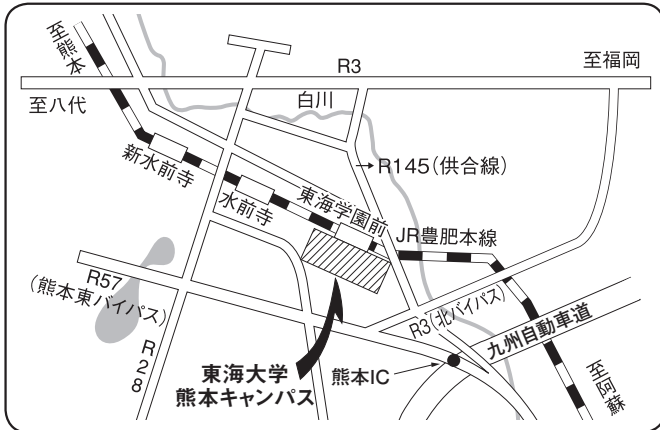 至熊本
R3
至福岡
至八代
白川
R145(供合線)
新水前寺
水前寺
東海学園前
JR豊肥本線
R57
(熊本東バイパス)
R3(北バイパス)
九州自動車道
R28
東海大学
熊本キャンパス
熊本IC
至阿蘇